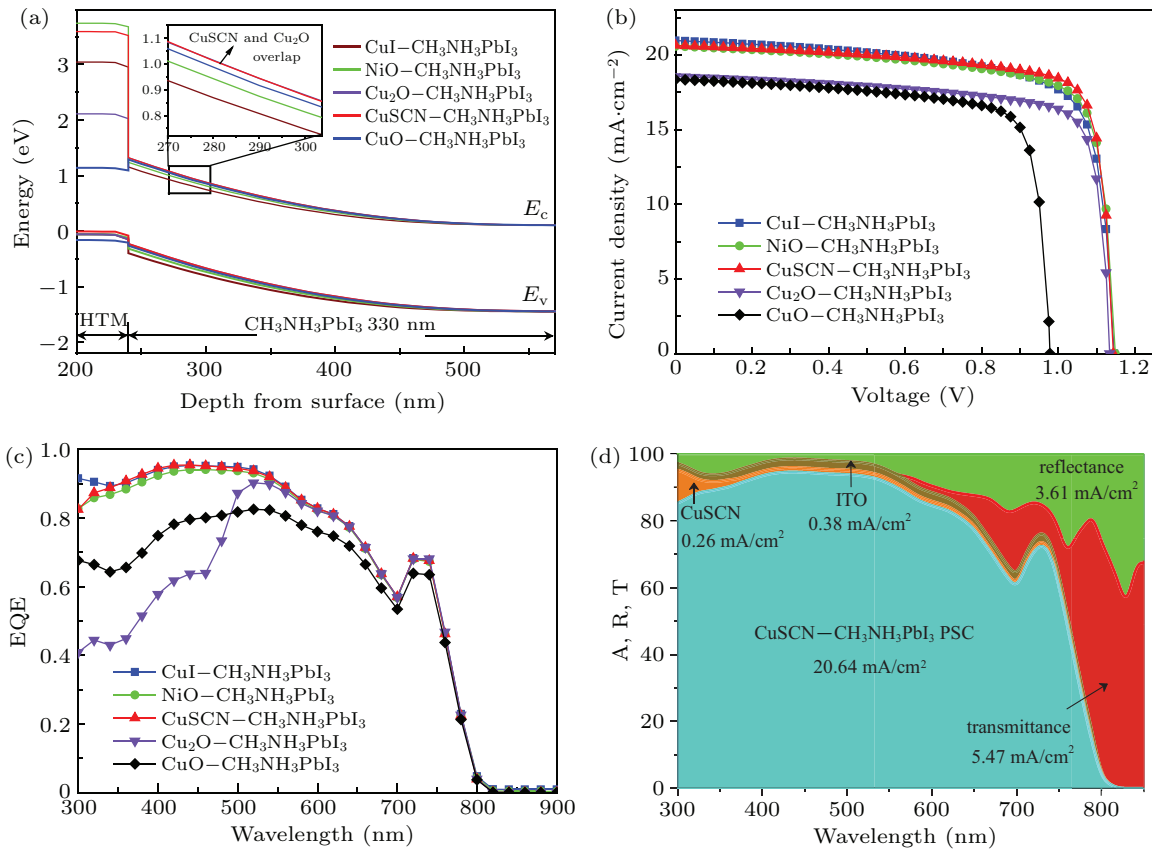 (a)
Energy (eV)
3
2
1
0
−1
−2
1.1
1.0
0.9
0.8
270
280
290
300
CuSCN and Cu₂O
overlap
CuI−CH₃NH₃PbI₃
NiO−CH₃NH₃PbI₃
Cu₂O−CH₃NH₃PbI₃
CuSCN−CH₃NH₃PbI₃
CuO−CH₃NH₃PbI₃
E_c
E_v
HTM
CH₃NH₃PbI₃ 330 nm
200
300
400
500
Depth from surface (nm)
(b)
Current density (mA·cm⁻²)
20
15
10
5
0
CuI−CH₃NH₃PbI₃
NiO−CH₃NH₃PbI₃
CuSCN−CH₃NH₃PbI₃
Cu₂O−CH₃NH₃PbI₃
CuO−CH₃NH₃PbI₃
0
0.2
0.4
0.6
0.8
1.0
1.2
Voltage (V)
(c)
EQE
1.0
0.8
0.6
0.4
0.2
0
CuI−CH₃NH₃PbI₃
NiO−CH₃NH₃PbI₃
CuSCN−CH₃NH₃PbI₃
Cu₂O−CH₃NH₃PbI₃
CuO−CH₃NH₃PbI₃
300
400
500
600
700
800
900
Wavelength (nm)
(d)
A, R, T
100
80
60
40
20
0
CuSCN
0.26 mA/cm²
ITO
0.38 mA/cm²
reflectance
3.61 mA/cm²
CuSCN−CH₃NH₃PbI₃ PSC
20.64 mA/cm²
transmittance
5.47 mA/cm²
300
400
500
600
700
800
Wavelength (nm)